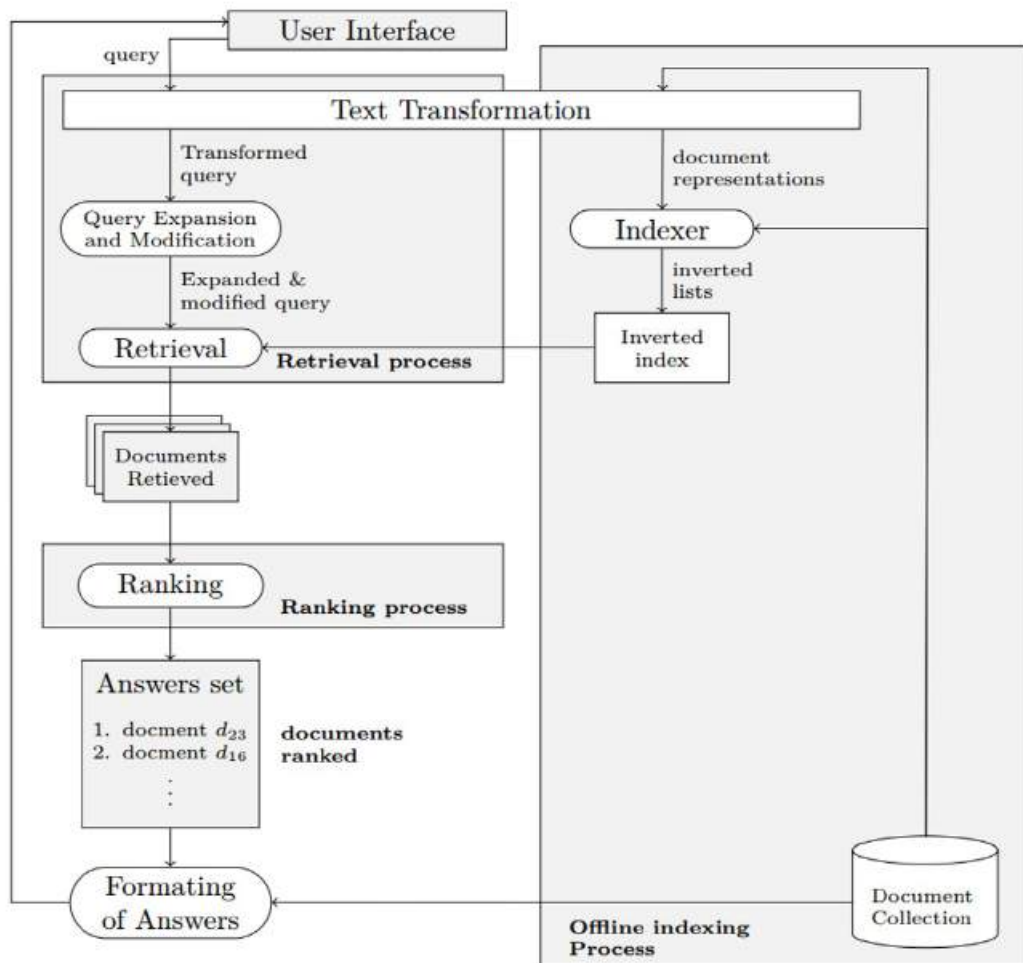 User Interface
query
Text Transformation
Transformed
query
document
representations
Query Expansion
and Modification
Indexer
Expanded &
modified query
inverted
lists
Retrieval
Retrieval process
Inverted
index
Documents
Retieved
Ranking
Ranking process
Answers set
1. docment d23
2. docment d16
⋮
documents
ranked
Formating
of Answers
Document
Collection
Offline indexing
Process